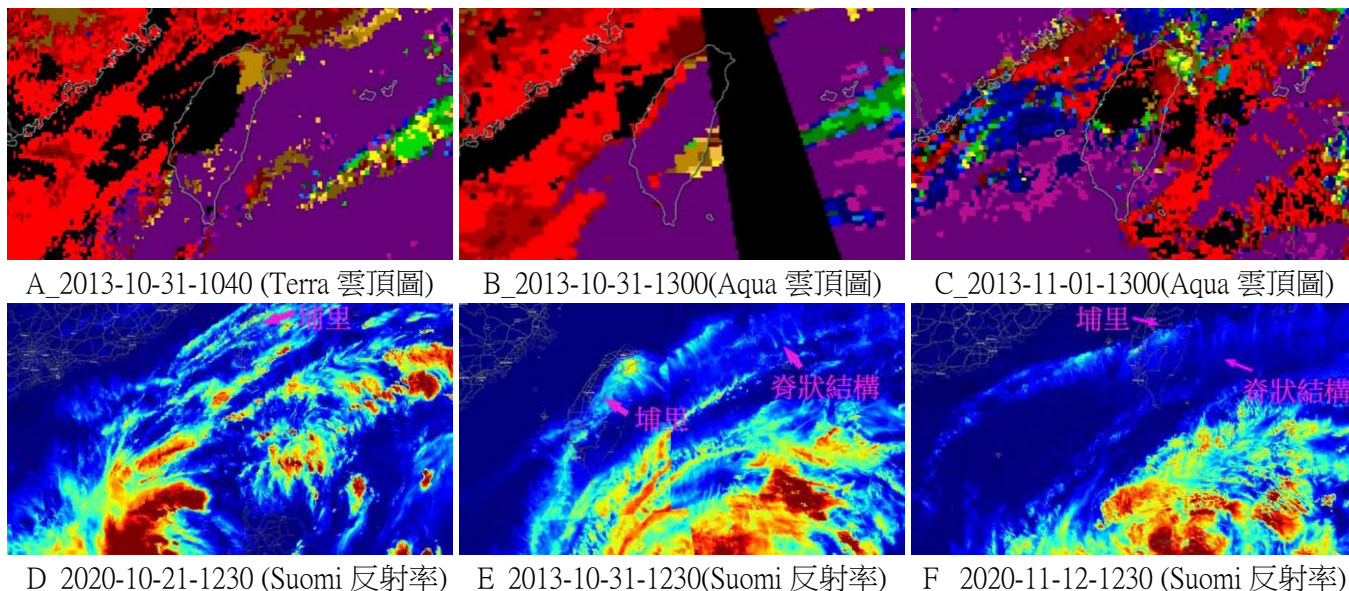 A_2013-10-31-1040 (Terra 雲頂圖)
B_2013-10-31-1300(Aqua 雲頂圖)
C_2013-11-01-1300(Aqua 雲頂圖)
埔里
脊狀結構
埔里
埔里
脊狀結構
D_2020-10-21-1230 (Suomi 反射率)
E_2013-10-31-1230(Suomi 反射率)
F_2020-11-12-1230 (Suomi 反射率)